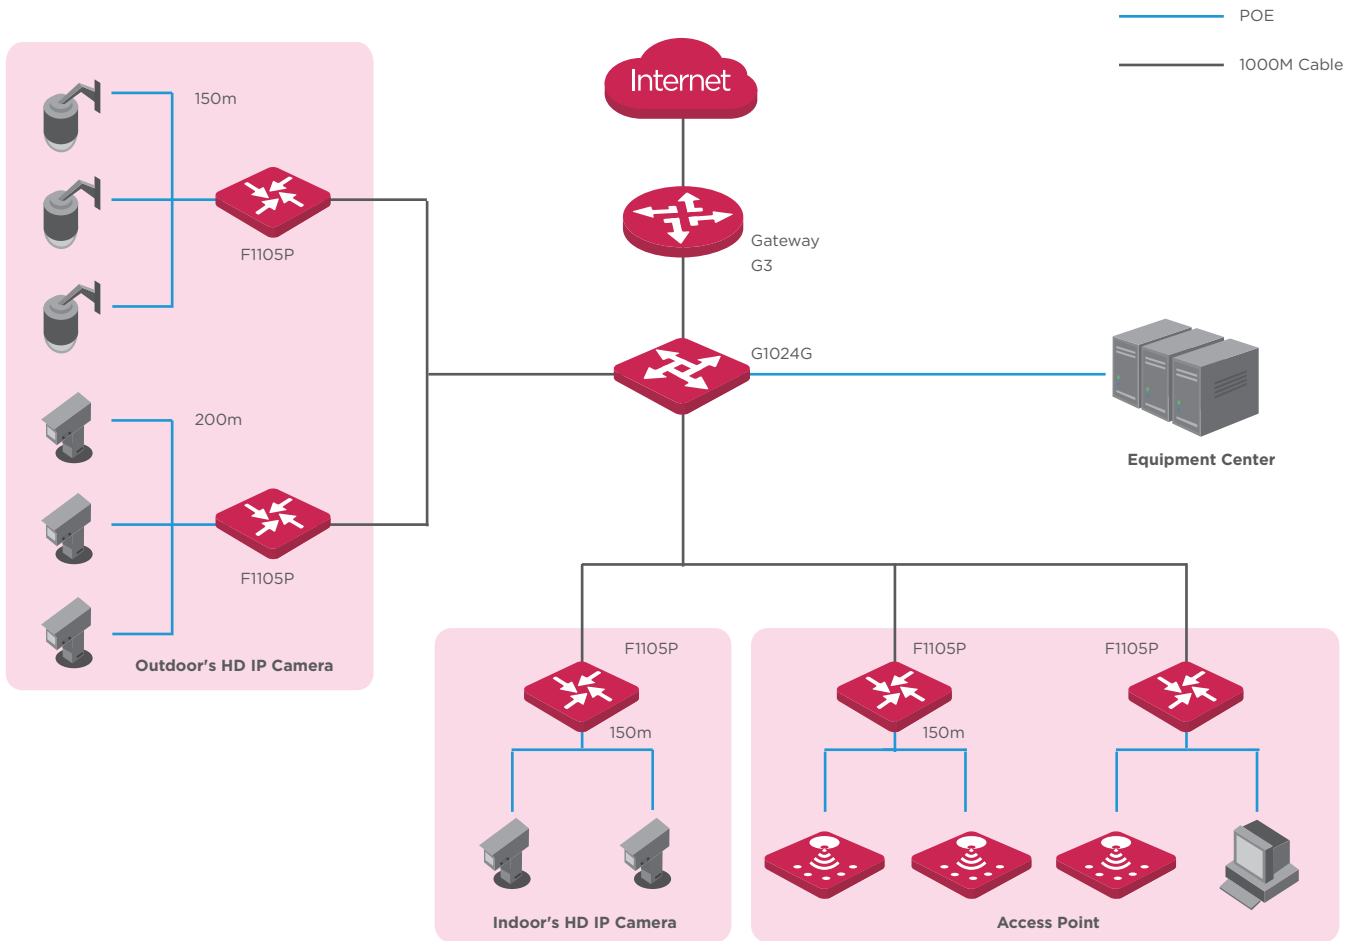 POE
1000M Cable
Internet
150m
F1105P
Gateway
G3
G1024G
200m
F1105P
Equipment Center
Outdoor's HD IP Camera
F1105P
F1105P
F1105P
150m
150m
Indoor's HD IP Camera
Access Point